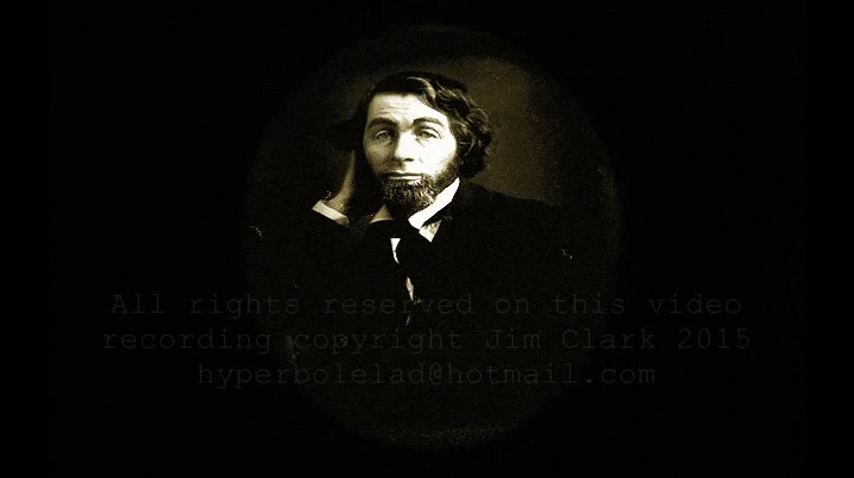 All rights reserved on this video
recording copyright Jim Clark 2015
hyperbolelad@hotmail.com